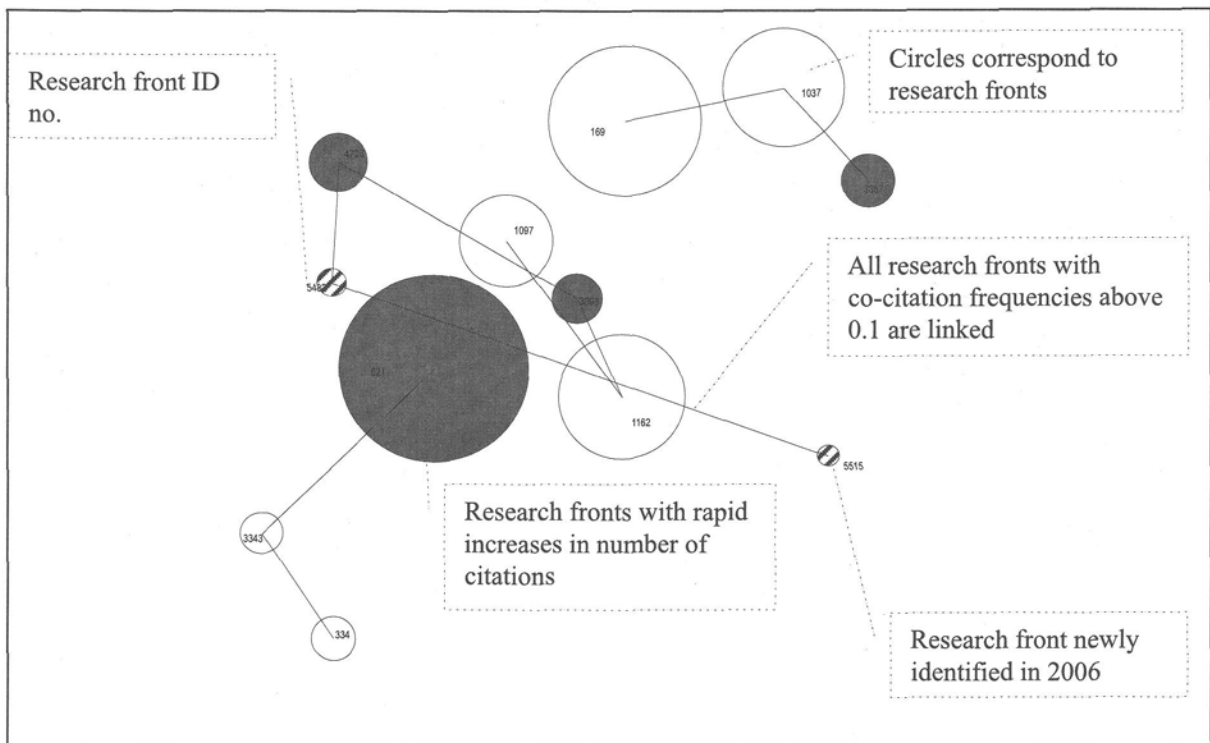 Research front ID
no.
Circles correspond to
research fronts
1037
169
1097
All research fronts with
co-citation frequencies above
0.1 are linked
621
1162
5515
Research fronts with rapid
increases in number of
citations
3343
334
Research front newly
identified in 2006